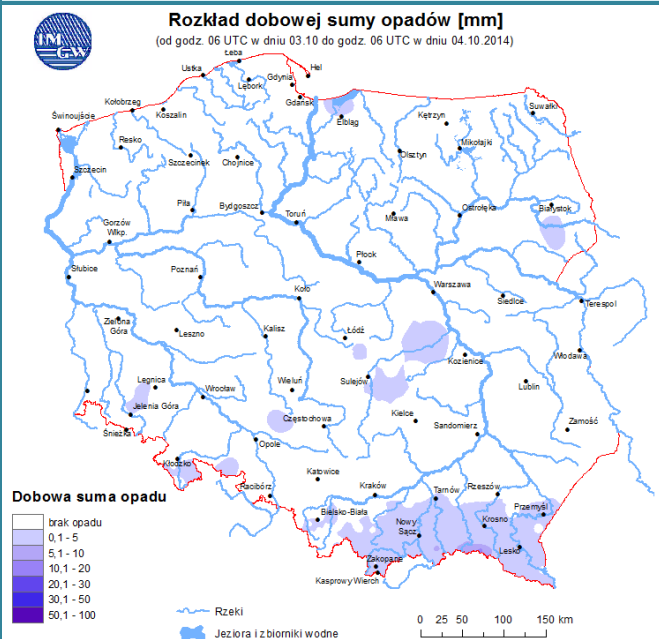 Rozkład dobowej sumy opadów [mm]
(od godz. 06 UTC w dniu 03.10 do godz. 06 UTC w dniu 04.10.2014)
IM
GW
Łeba
Hel
Ustka
Gdynia
Lębork
Suwałki
Kołobrzeg
Gdańsk
Koszalin
Świnoujście
Elbląg
Kętrzyn
Resko
Mikołajki
Olsztyn
Szczecinek
Chojnice
Szczecin
Piła
Bydgoszcz
Ostrołęka
Białystok
Toruń
Mława
Gorzów
Wlkp.
Płock
Słubice
Poznań
Warszawa
Koło
Siedlce
Terespol
Zielona
Góra
Leszno
Kalisz
Łódź
Kozienice
Włodawa
Legnica
Wieluń
Sulejów
Wrocław
Lublin
Jelenia Góra
Częstochowa
Kielce
Zamość
Śnieżka
Sandomierz
Opole
Kłodzko
Katowice
Racibórz
Kraków
Tarnów
Rzeszów
Dobowa suma opadu
Bielsko-Biała
Przemyśl
Nowy
Sącz
Krosno
Lesko
Zakopane
Kasprowy Wierch
brak opadu
0,1 - 5
5,1 - 10
10,1 - 20
20,1 - 30
30,1 - 50
50,1 - 100
Rzeki
Jeziora i zbiorniki wodne
0 25 50 100 150 km